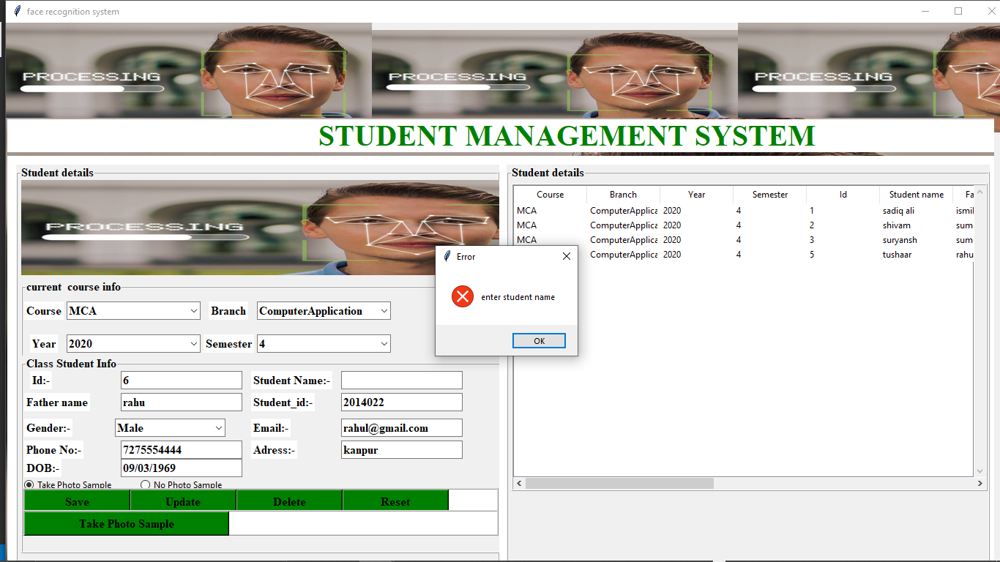 face recognition system
PROCESSING
PROCESSING
PROCESSING
STUDENT MANAGEMENT SYSTEM
Student details
PROCESSING
current course info
Course MCA Branch ComputerApplication
Year 2020 Semester 4
Class Student Info
Id:- 6 Student Name:-
Father name rahu Student_id:- 2014022
Gender:- Male Email:- rahul@gmail.com
Phone No:- 7275554444 Adress:- kanpur
DOB:- 09/03/1969
Take Photo Sample No Photo Sample
Save Update Delete Reset
Take Photo Sample
Student details
Course Branch Year Semester Id Student name Fa
MCA ComputerApplica 2020 4 1 sadiq ali ismil
MCA ComputerApplica 2020 4 2 shivam sum
MCA ComputerApplica 2020 4 3 suryansh sum
ComputerApplica 2020 4 5 tushaar rahu
Error
enter student name
OK